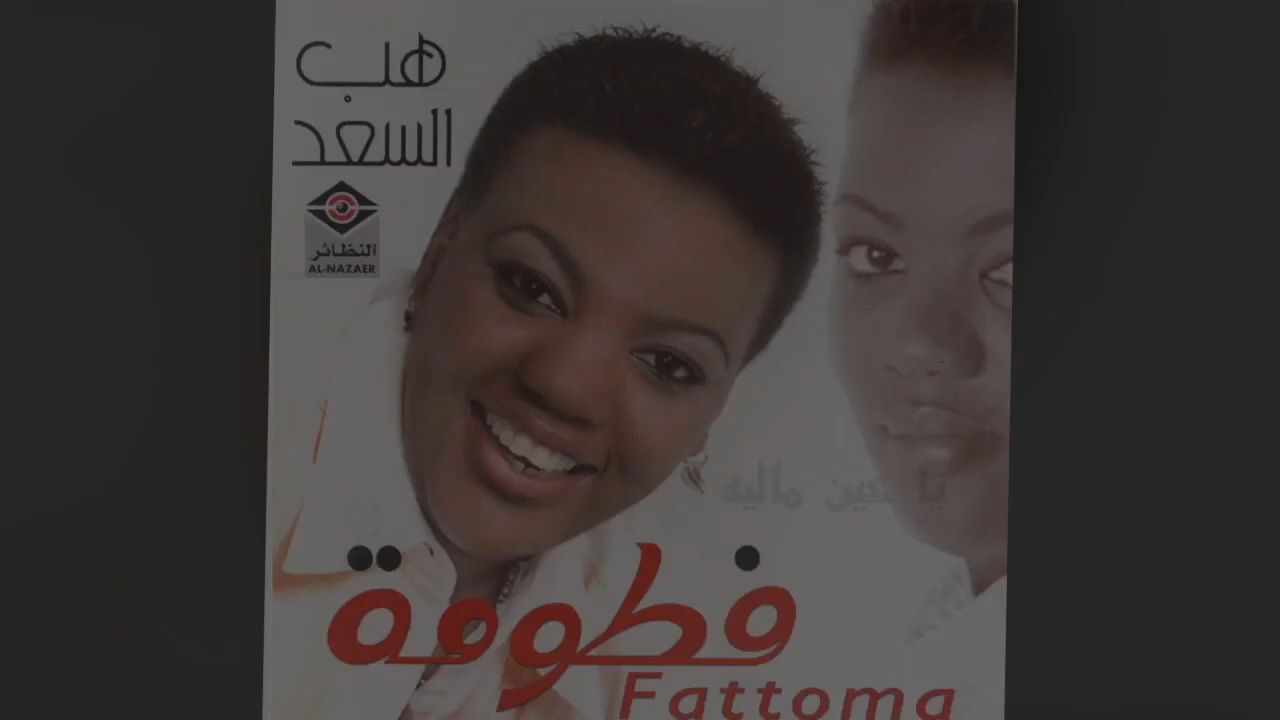 هب
السعد
النظائر
AL-NAZAER
يا عين ماليه
فطومة
Fattoma